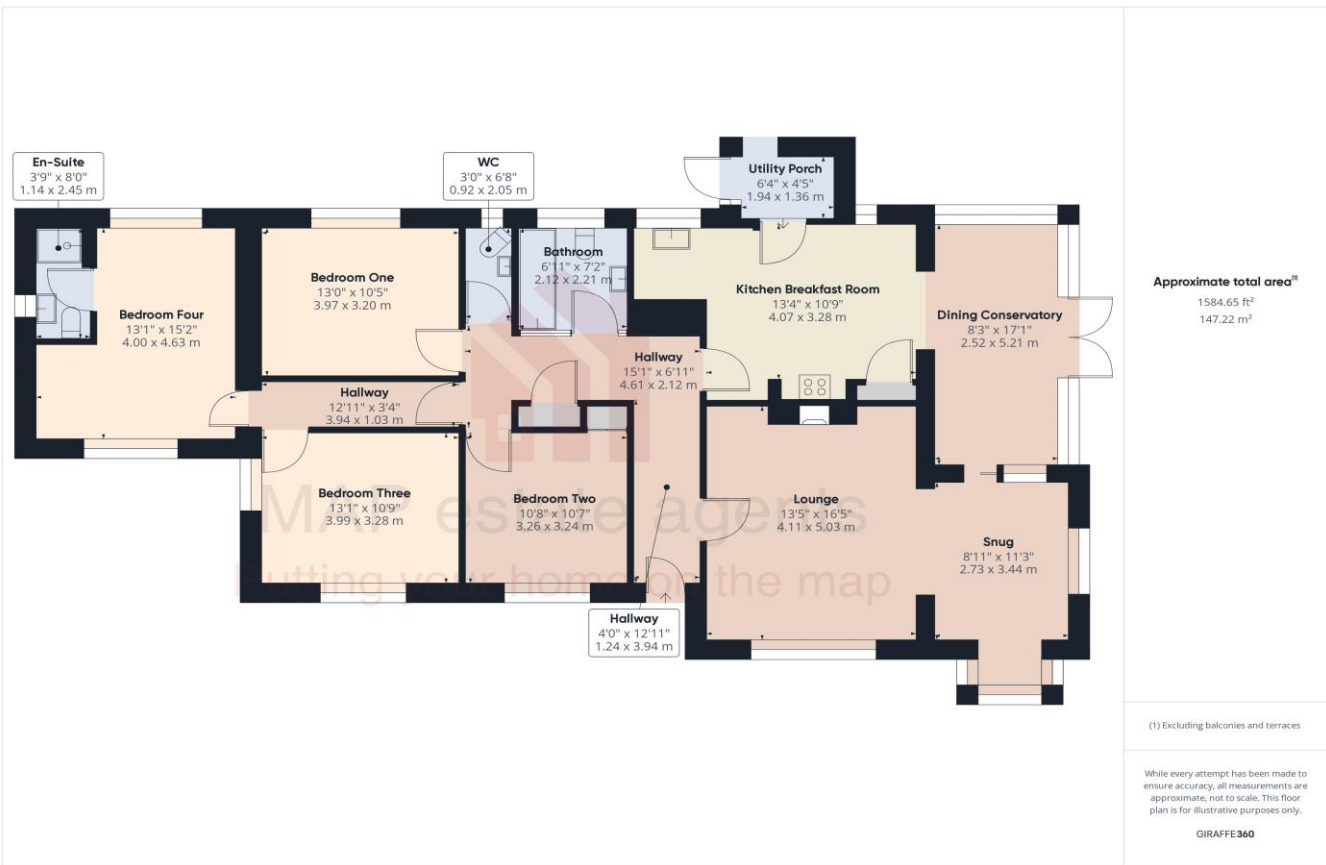 En-Suite
3'9" x 8'0"
1.14 x 2.45 m
WC
3'0" x 6'8"
0.92 x 2.05 m
Utility Porch
6'4" x 4'5"
1.94 x 1.36 m
Bathroom
6'11" x 7'2"
2.12 x 2.21 m
Bedroom One
13'0" x 10'5"
3.97 x 3.20 m
Bedroom Four
13'1" x 15'2"
4.00 x 4.63 m
Kitchen Breakfast Room
13'4" x 10'9"
4.07 x 3.28 m
Dining Conservatory
8'3" x 17'1"
2.52 x 5.21 m
Hallway
15'1" x 6'11"
4.61 x 2.12 m
Hallway
12'11" x 3'4"
3.94 x 1.03 m
Bedroom Three
13'1" x 10'9"
3.99 x 3.28 m
Bedroom Two
10'8" x 10'7"
3.26 x 3.24 m
Lounge
13'5" x 16'5"
4.11 x 5.03 m
Snug
8'11" x 11'3"
2.73 x 3.44 m
Hallway
4'0" x 12'11"
1.24 x 3.94 m
MAP estate agents
Putting your home on the map
Approximate total area⁽¹⁾
1584.65 ft²
147.22 m²
(1) Excluding balconies and terraces
While every attempt has been made to
ensure accuracy, all measurements are
approximate, not to scale. This floor
plan is for illustrative purposes only.
GIRAFFE360